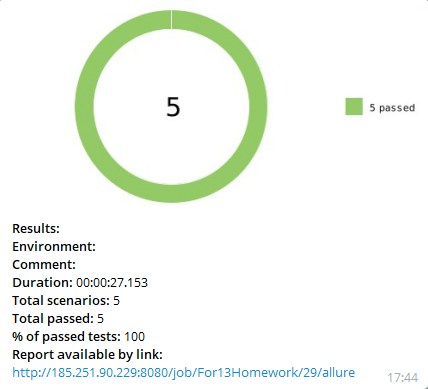 5
5 passed
Results:
Environment:
Comment:
Duration: 00:00:27.153
Total scenarios: 5
Total passed: 5
% of passed tests: 100
Report available by link:
http://185.251.90.229:8080/job/For13Homework/29/allure
17:44